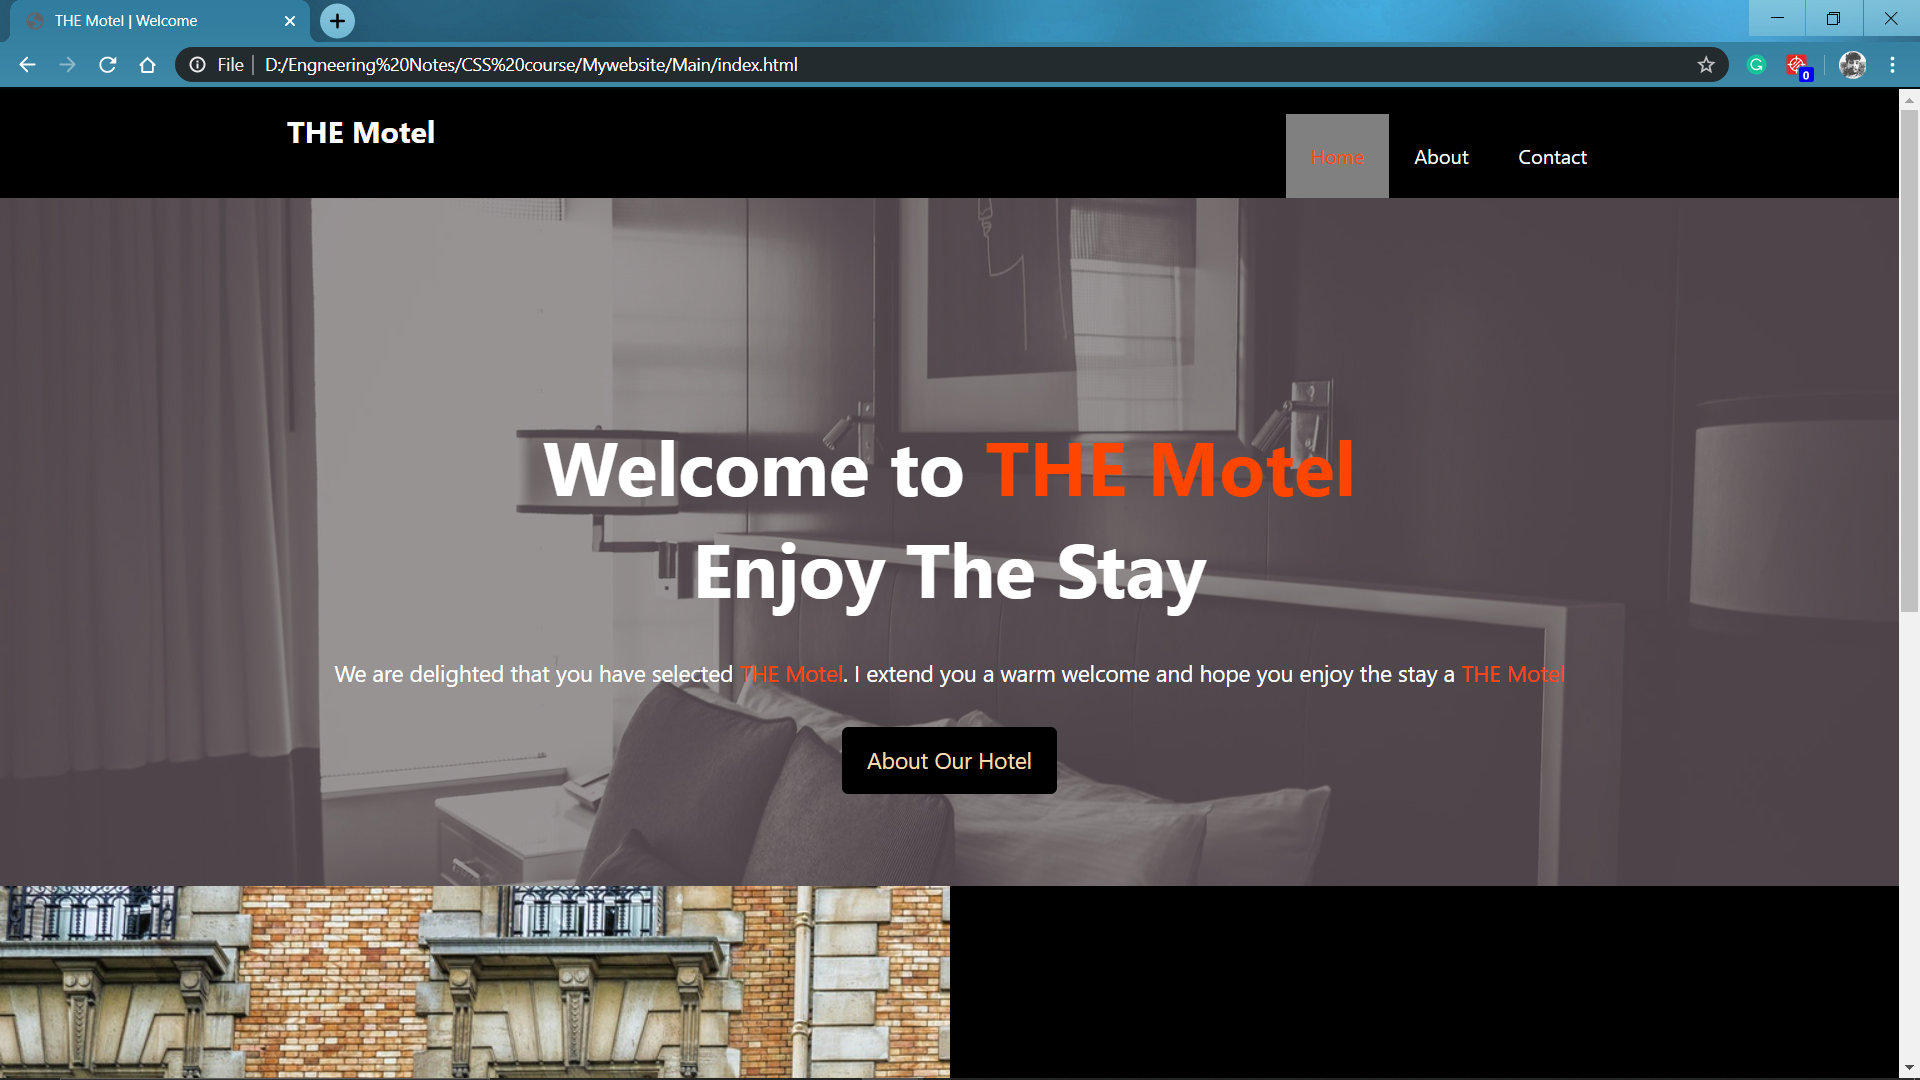 THE Motel | Welcome
File | D:/Engneering%20Notes/CSS%20course/Mywebsite/Main/index.html
0
THE Motel
Home About Contact
Welcome to THE Motel
Enjoy The Stay
We are delighted that you have selected THE Motel. I extend you a warm welcome and hope you enjoy the stay a THE Motel
About Our Hotel